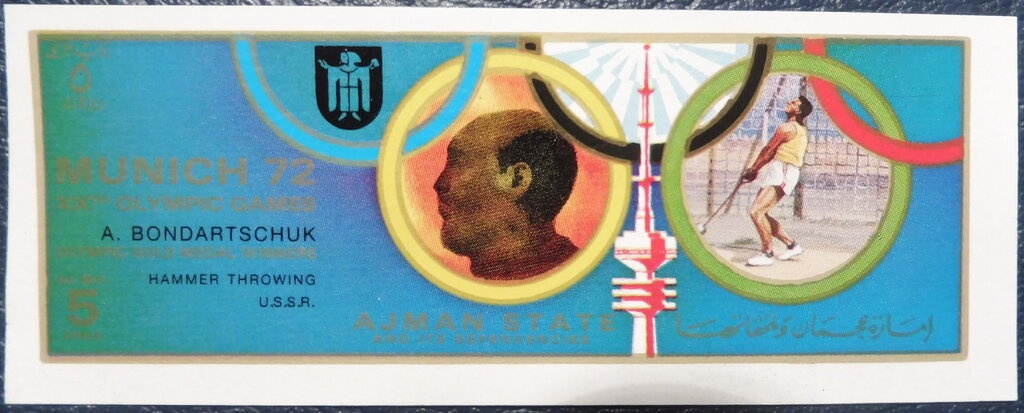 MUNICH 72
XXTH OLYMPIC GAMES
A. BONDARTSCHUK
OLYMPIC GOLD MEDAL WINNERS
HAMMER THROWING
U.S.S.R.
5
AJMAN STATE
AND ITS DEPENDENCIES
امارة عجمان وملحقاتها